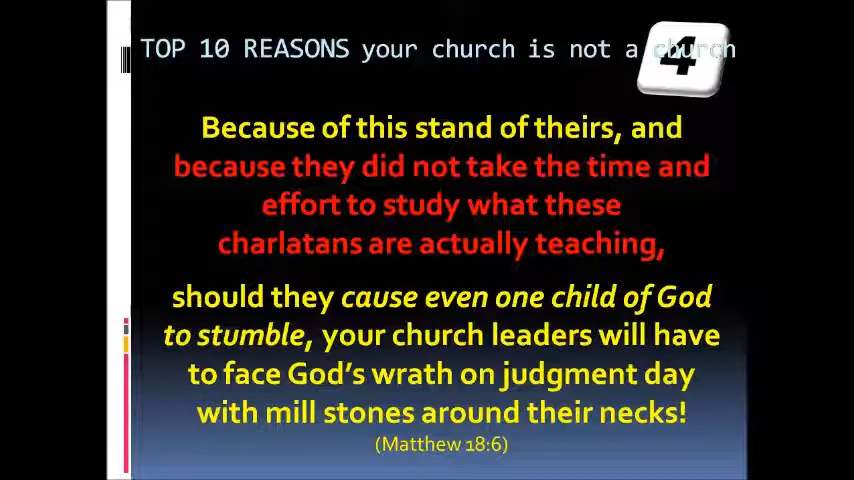 TOP 10 REASONS your church is not a church
4
Because of this stand of theirs, and
because they did not take the time and
effort to study what these
charlatans are actually teaching,
should they cause even one child of God
to stumble, your church leaders will have
to face God's wrath on judgment day
with mill stones around their necks!
(Matthew 18:6)